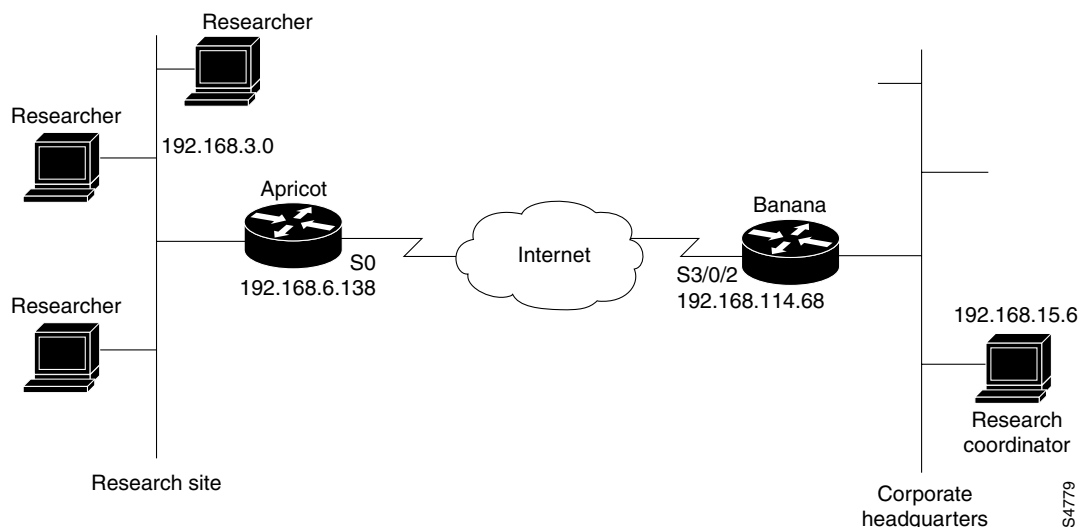 Researcher
Researcher
192.168.3.0
Apricot
Banana
S0
Internet
S3/0/2
192.168.6.138
192.168.114.68
Researcher
192.168.15.6
Research
coordinator
Research site
Corporate
headquarters
S4779